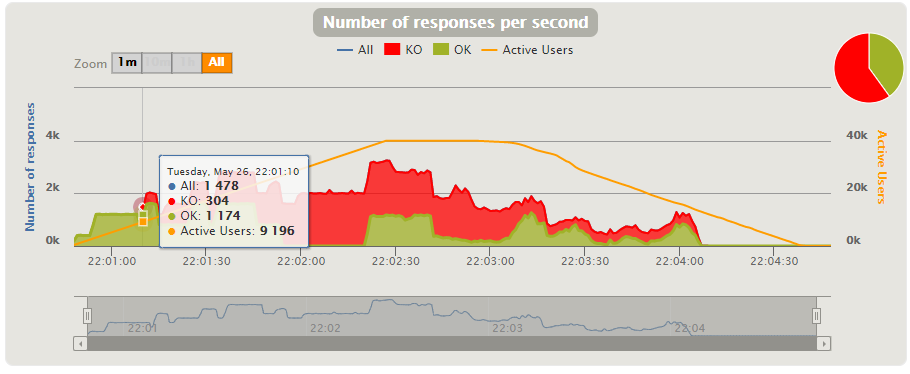 Number of responses per second
All KO OK Active Users
Zoom 1m 10m 1h All
Number of responses
Active Users
4k 40k
2k 20k
0k 0k
Tuesday, May 26, 22:01:10
All: 1 478
KO: 304
OK: 1 174
Active Users: 9 196
22:01:00 22:01:30 22:02:00 22:02:30 22:03:00 22:03:30 22:04:00 22:04:30
22:01 22:02 22:03 22:04